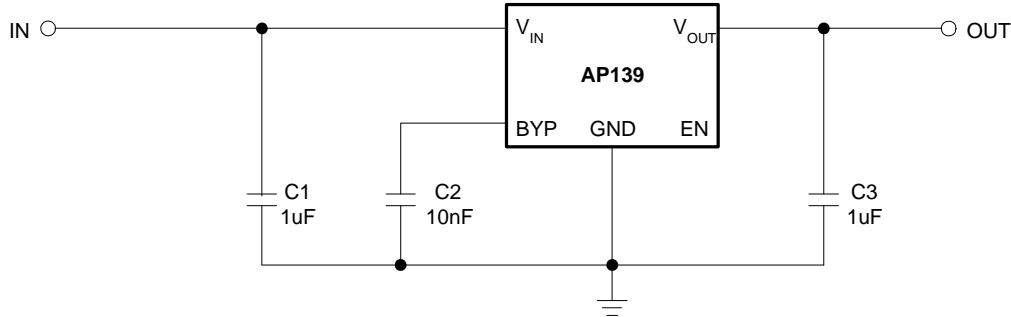 IN
V_IN
V_OUT
OUT
AP139
BYP GND EN
C1
1uF
C2
10nF
C3
1uF